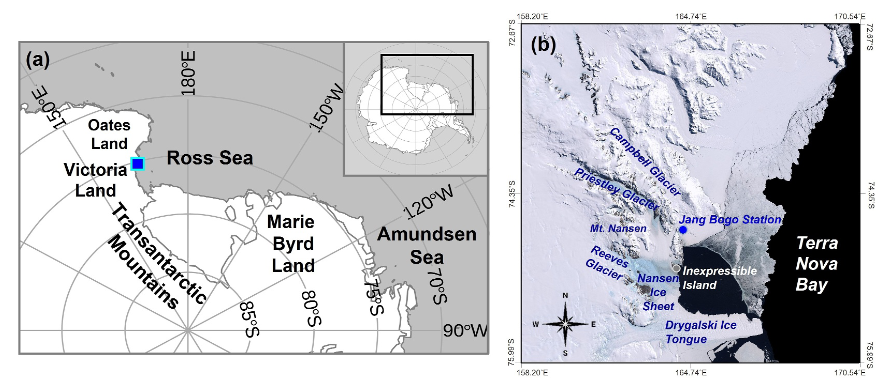 (a)
180°E
150°E
150°W
Oates
Land
Ross Sea
Victoria
Land
120°W
Transantarctic
Mountains
Marie
Byrd
Land
Amundsen
Sea
70°S
75°S
80°S
85°S
90°W
158.20°E
164.74°E
170.54°E
72.87°S
72.67°S
(b)
Campbell Glacier
Priestley Glacier
74.35°S
74.35°S
Jang Bogo Station
Mt. Nansen
Reeves
Glacier
Nansen
Ice
Sheet
Inexpressible
Island
Terra
Nova
Bay
N
W
E
S
Drygalski Ice
Tongue
75.99°S
75.69°S
158.20°E
164.74°E
170.54°E